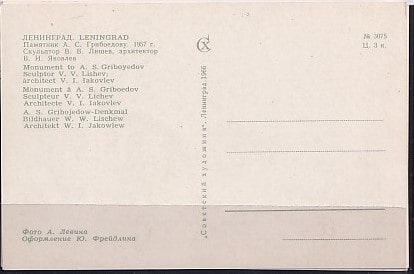 ЛЕНИНГРАД. LENINGRAD
Памятник А. С. Грибоедову, 1957 г.
Скульптор В. В. Лишев, архитектор
В. И. Яковлев
Monument to A. S. Griboyedov
Sculptor V. V. Lishev;
architect V. I. Iakovlev
Monument à A. S. Griboedov
Sculpteur V. V. Lichev
Architecte V. I. Iakovlev
A. S. Gribojedow-Denkmal
Bildhauer W. W. Lischew
Architekt W. I. Jakowlew
Фото А. Левина
Оформление Ю. Фрейдлина
„Советский художник", Ленинград 1966
СХ
№ 3075
Ц. 3 к.